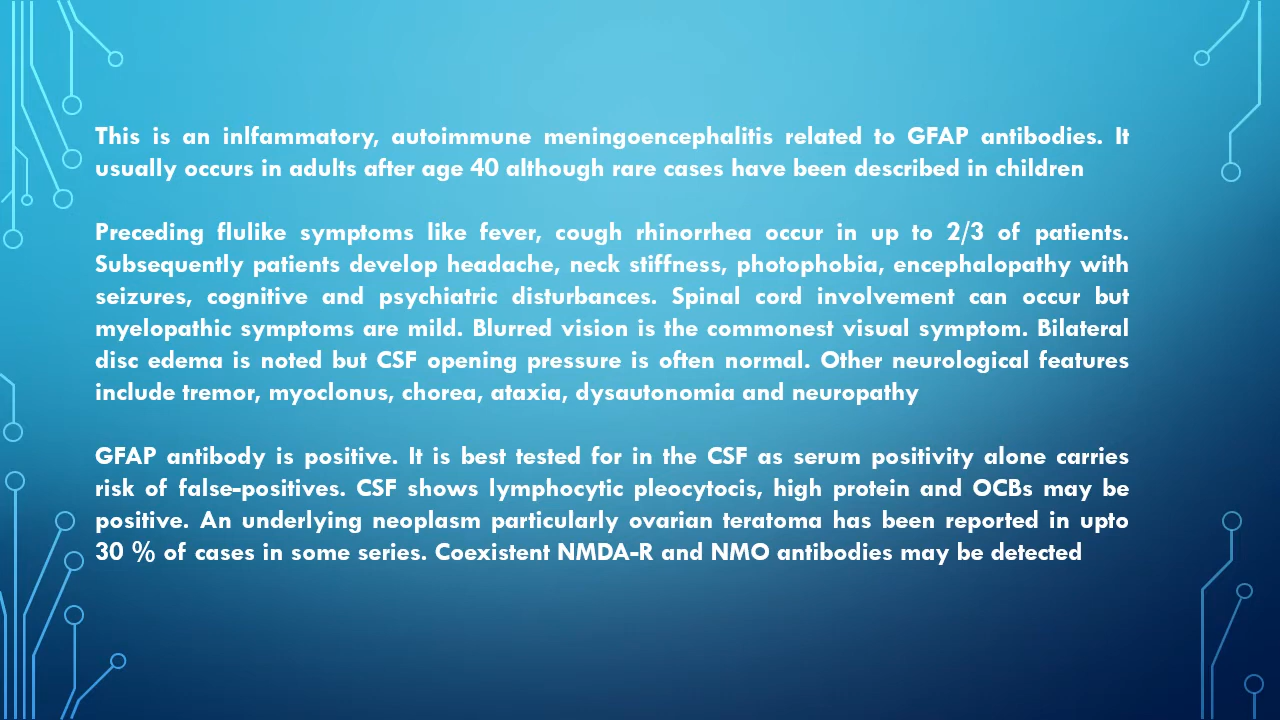 This is an inlfammatory, autoimmune meningoencephalitis related to GFAP antibodies. It
usually occurs in adults after age 40 although rare cases have been described in children
Preceding flulike symptoms like fever, cough rhinorrhea occur in up to 2/3 of patients.
Subsequently patients develop headache, neck stiffness, photophobia, encephalopathy with
seizures, cognitive and psychiatric disturbances. Spinal cord involvement can occur but
myelopathic symptoms are mild. Blurred vision is the commonest visual symptom. Bilateral
disc edema is noted but CSF opening pressure is often normal. Other neurological features
include tremor, myoclonus, chorea, ataxia, dysautonomia and neuropathy
GFAP antibody is positive. It is best tested for in the CSF as serum positivity alone carries
risk of false-positives. CSF shows lymphocytic pleocytocis, high protein and OCBs may be
positive. An underlying neoplasm particularly ovarian teratoma has been reported in upto
30 % of cases in some series. Coexistent NMDA-R and NMO antibodies may be detected